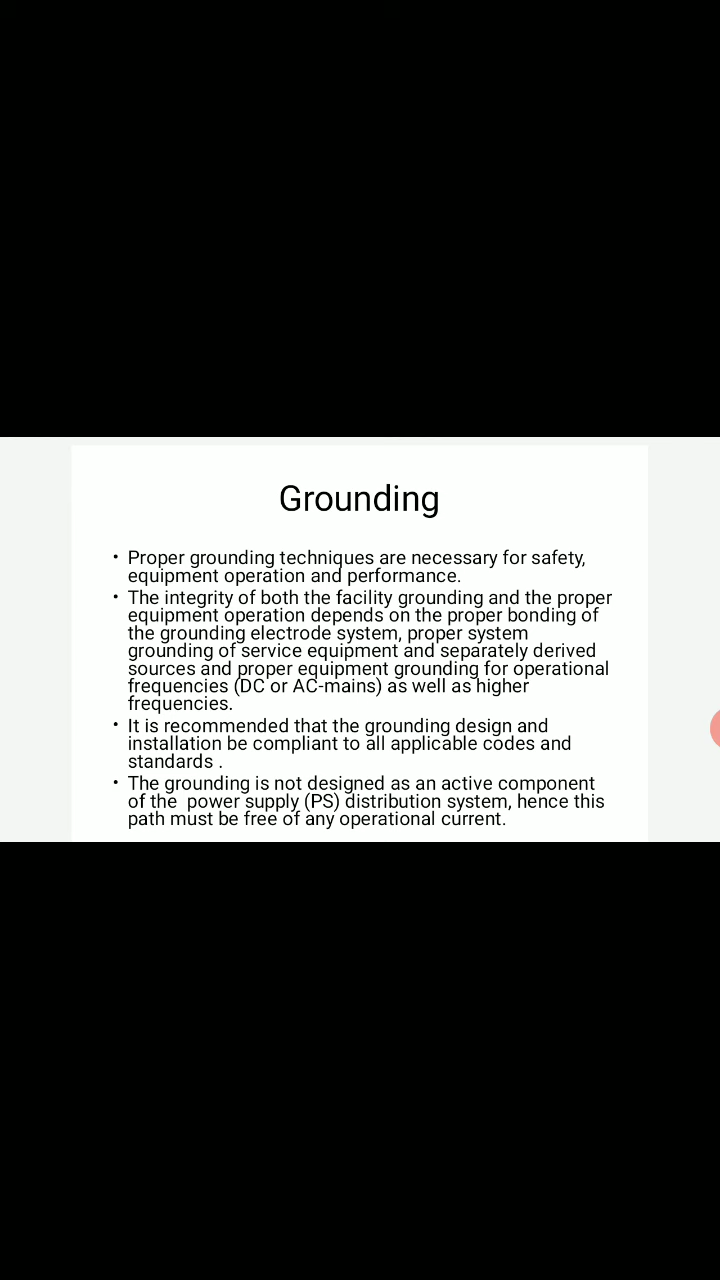 Grounding
• Proper grounding techniques are necessary for safety,
equipment operation and performance.
• The integrity of both the facility grounding and the proper
equipment operation depends on the proper bonding of
the grounding electrode system, proper system
grounding of service equipment and separately derived
sources and proper equipment grounding for operational
frequencies (DC or AC-mains) as well as higher
frequencies.
• It is recommended that the grounding design and
installation be compliant to all applicable codes and
standards .
• The grounding is not designed as an active component
of the  power supply (PS) distribution system, hence this
path must be free of any operational current.